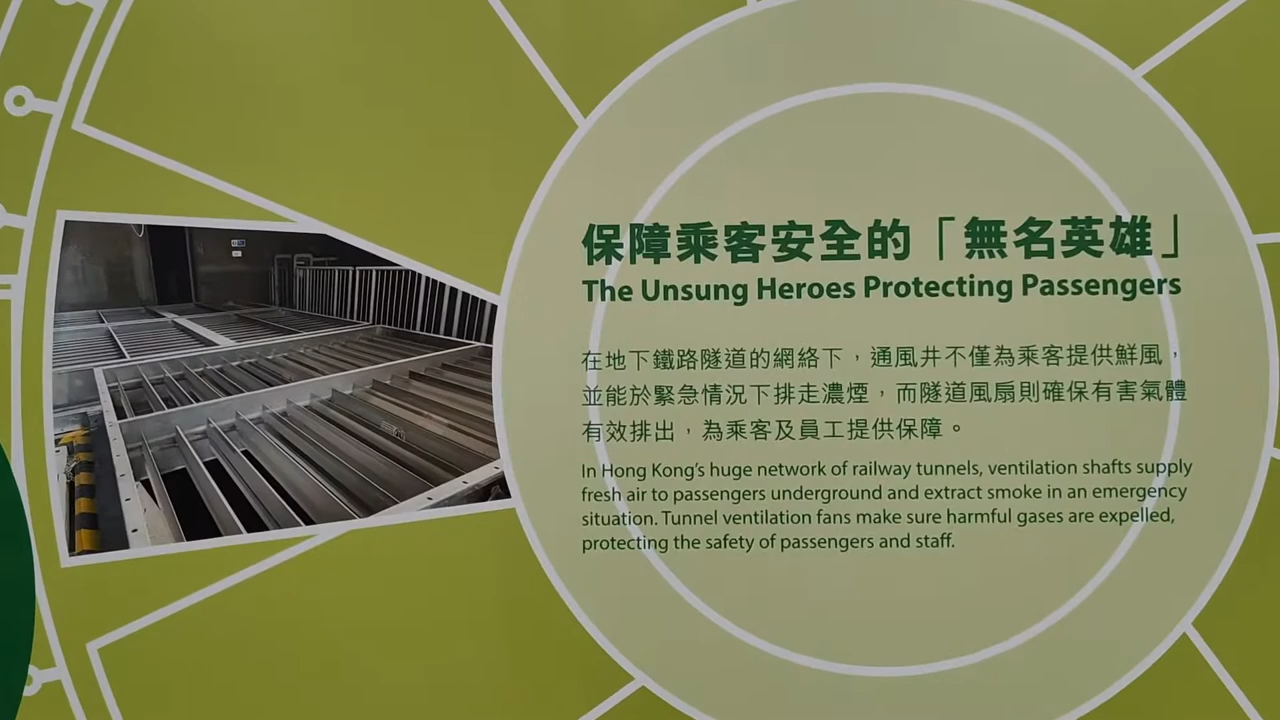 保障乘客安全的「無名英雄」
The Unsung Heroes Protecting Passengers
在地下鐵路隧道的網絡下，通風井不僅為乘客提供鮮風，
並能於緊急情況下排走濃煙，而隧道風扇則確保有害氣體
有效排出，為乘客及員工提供保障。
In Hong Kong's huge network of railway tunnels, ventilation shafts supply
fresh air to passengers underground and extract smoke in an emergency
situation. Tunnel ventilation fans make sure harmful gases are expelled,
protecting the safety of passengers and staff.